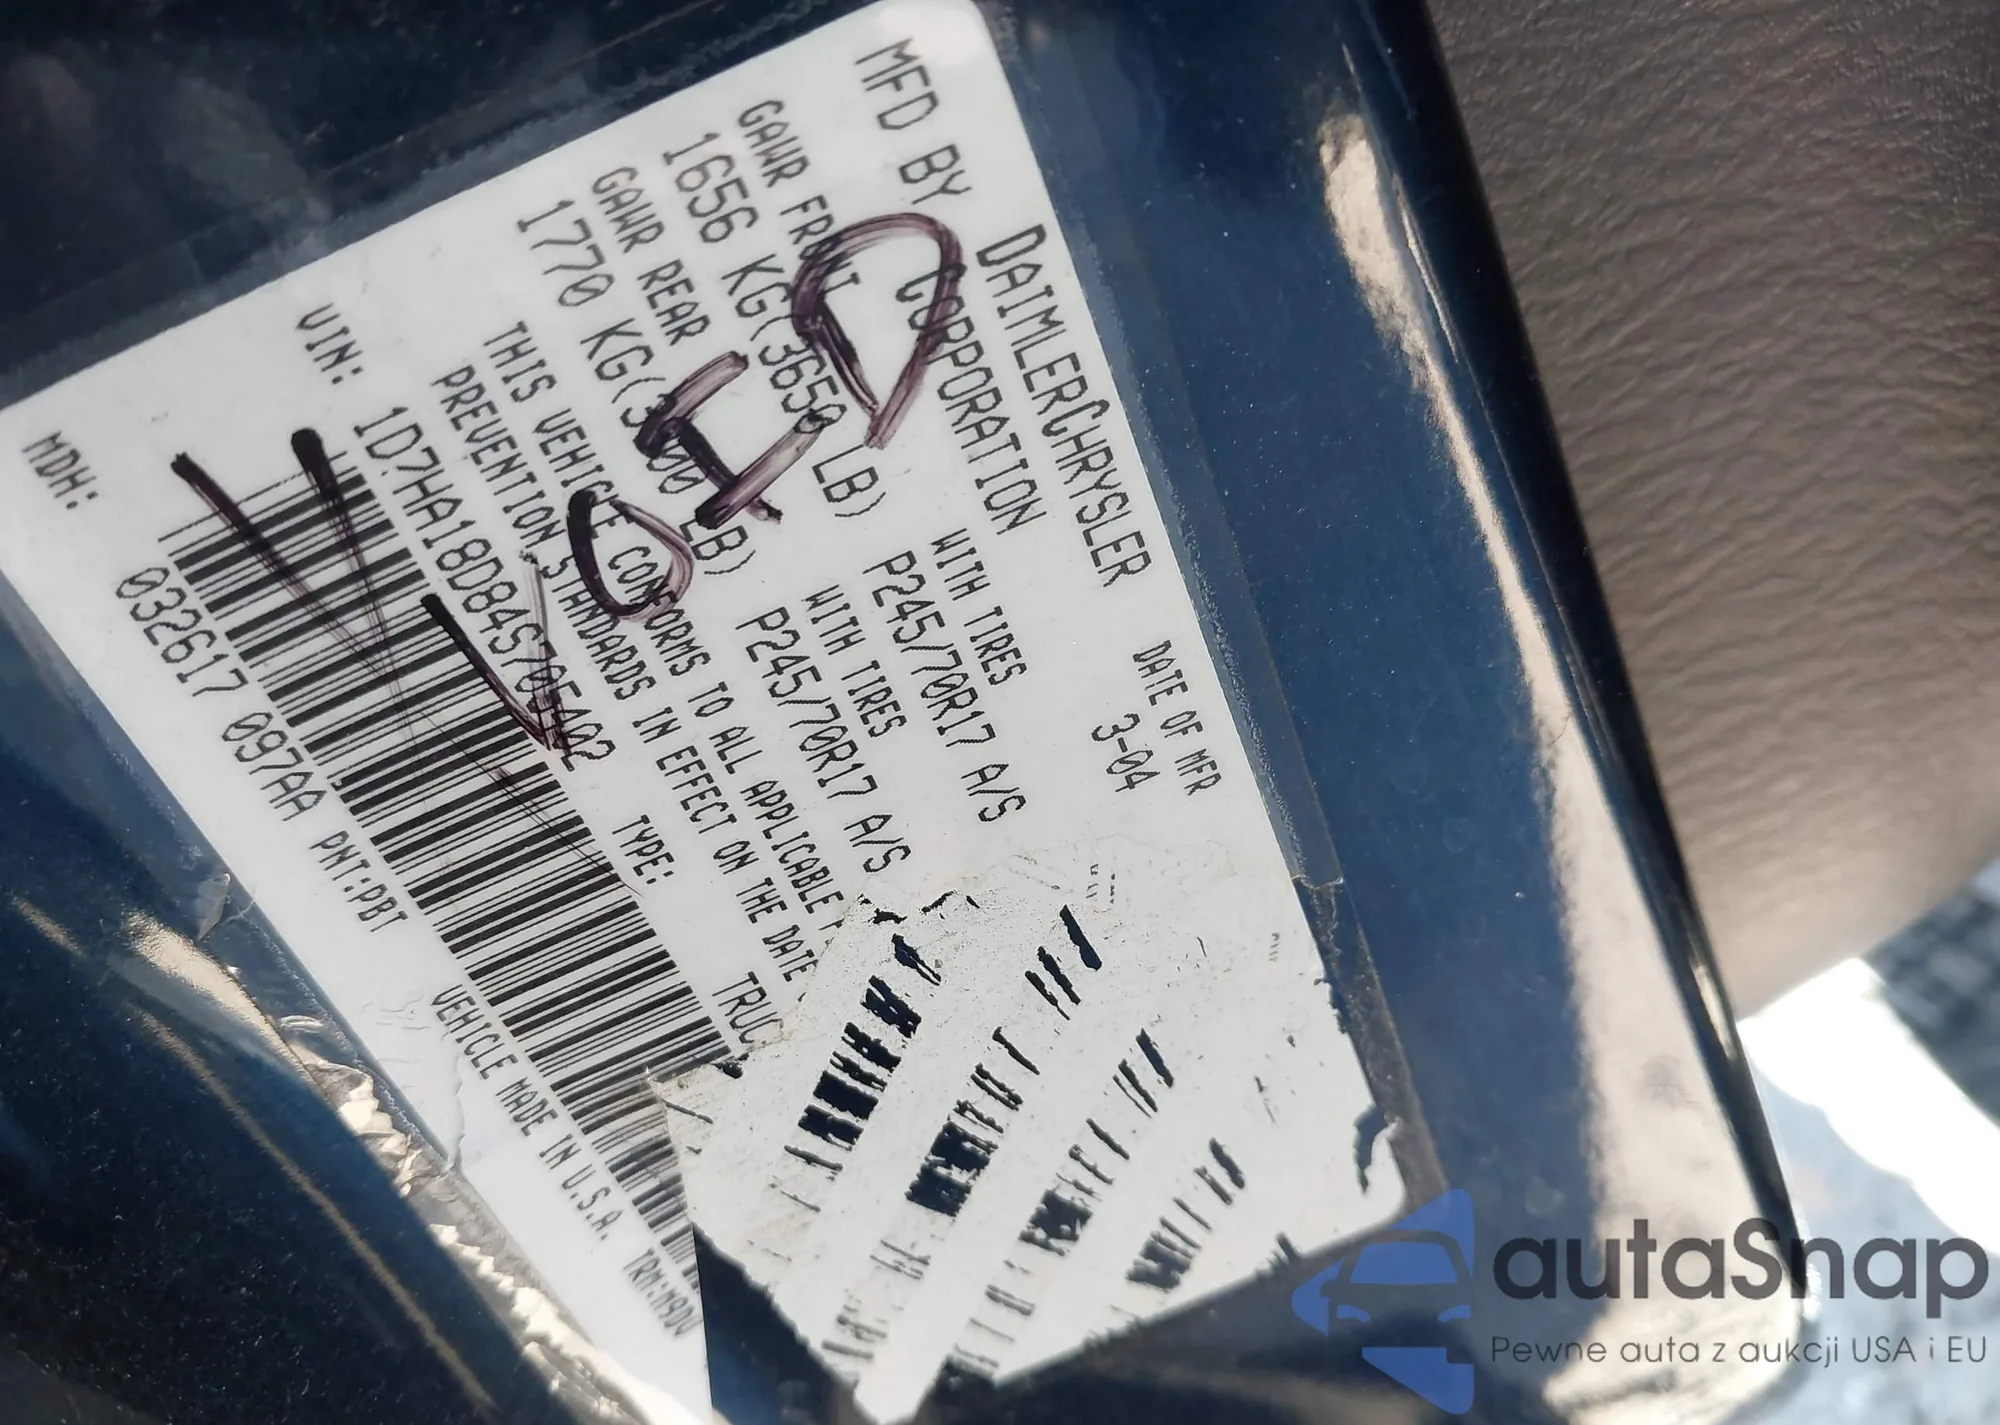 MFD BY DAIMLERCHRYSLER CORPORATION
DATE OF MFR
3-04
GAWR FRONT
WITH TIRES
1656 KG(3650 LB)
P245/70R17 A/S
GAWR REAR
WITH TIRES
1770 KG( LB)
P245/70R17 A/S
THIS VEHICLE CONFORMS TO ALL APPLICABLE
PREVENTION STANDARDS IN EFFECT ON THE DATE
VIN: 1D7HA18D84S705402 TYPE:
MDH: 032617 097AA PNT:PBT
VEHICLE MADE IN U.S.A. TRM:M9DV
VOID
autaSnap
Pewne auta z aukcji USA i EU